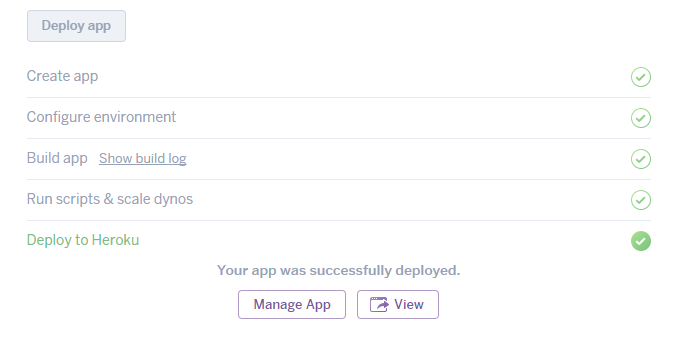 Deploy app
Create app
Configure environment
Build app Show build log
Run scripts & scale dynos
Deploy to Heroku
Your app was successfully deployed.
Manage App View